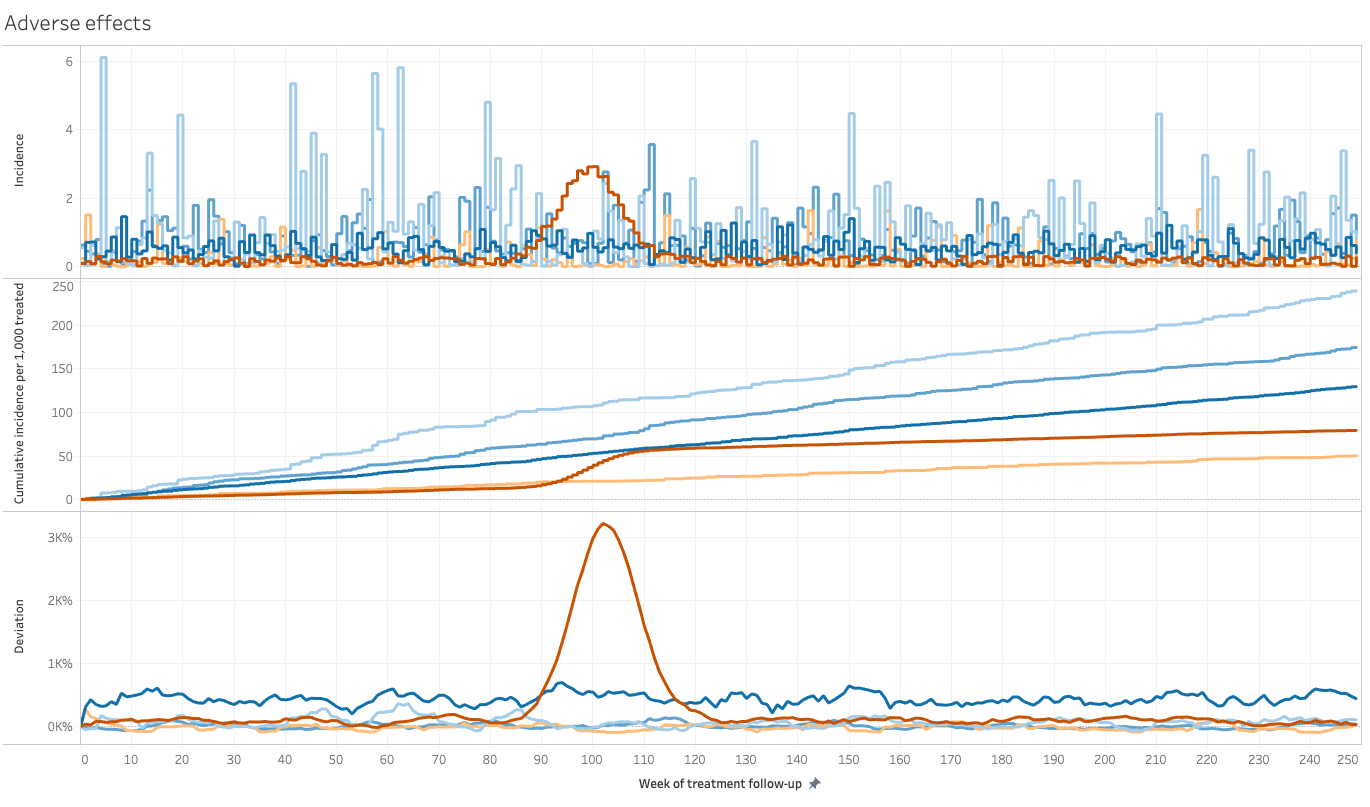 Adverse effects
Incidence
6
4
2
0
Cumulative incidence per 1,000 treated
250
200
150
100
50
0
Deviation
3K%
2K%
1K%
0K%
0 10 20 30 40 50 60 70 80 90 100 110 120 130 140 150 160 170 180 190 200 210 220 230 240 250
Week of treatment follow-up